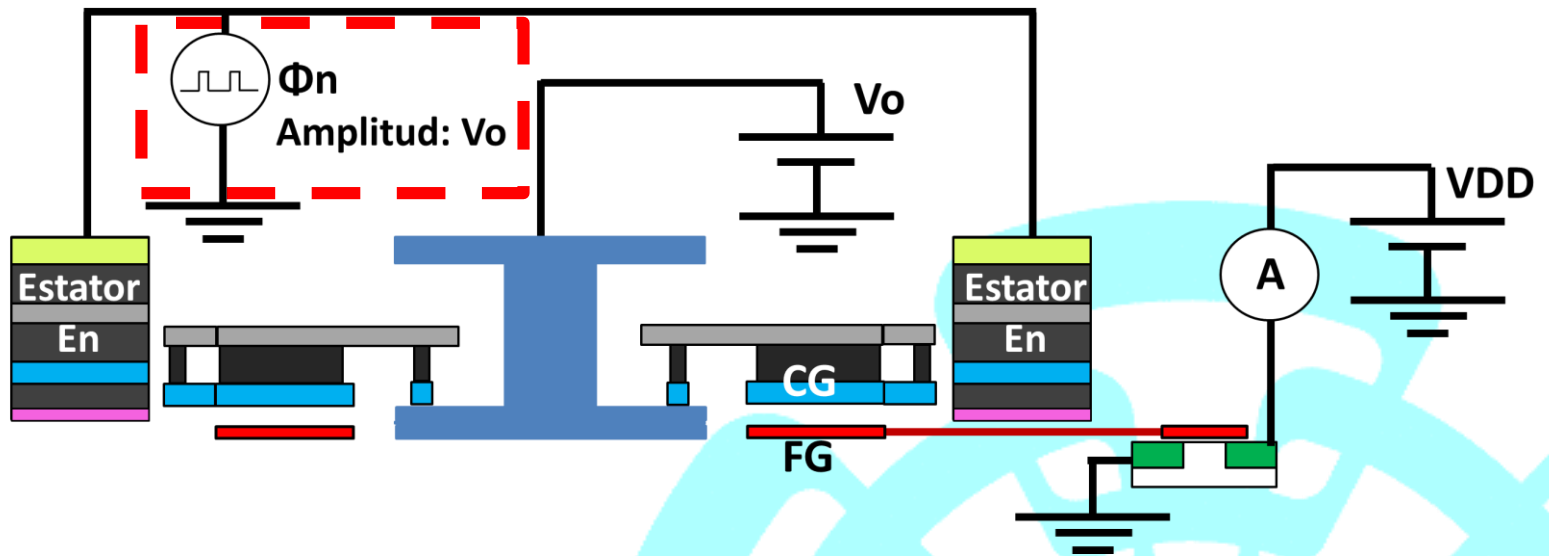 Φn
Amplitud: Vo
Vo
VDD
Estator
En
Estator
En
A
CG
FG